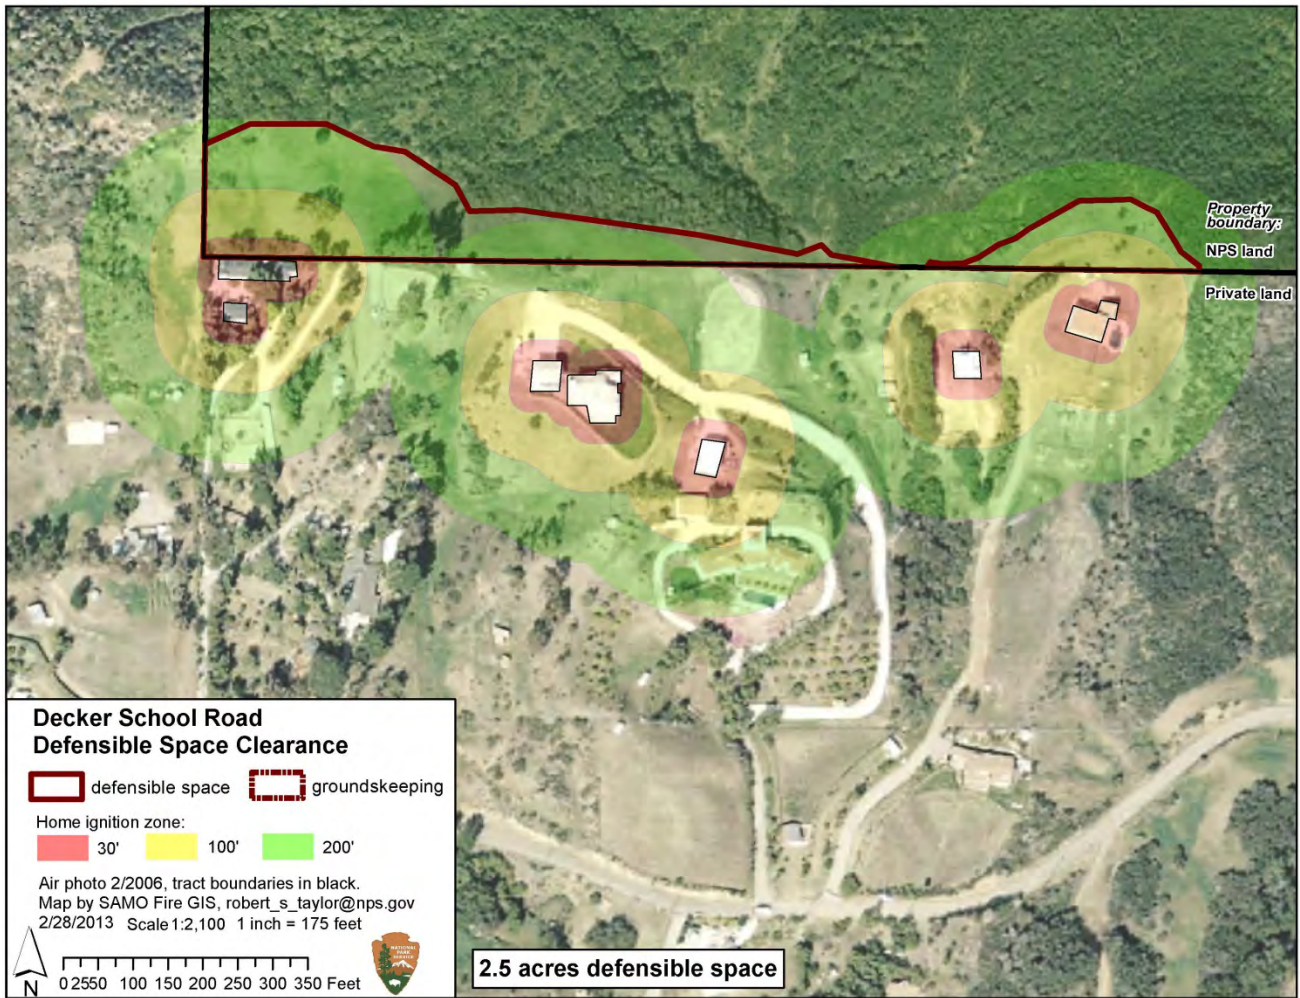 Property
boundary:
NPS land
Private land
Decker School Road
Defensible Space Clearance
defensible space groundskeeping
Home ignition zone:
30' 100' 200'
Air photo 2/2006, tract boundaries in black.
Map by SAMO Fire GIS, robert_s_taylor@nps.gov
2/28/2013 Scale 1:2,100 1 inch = 175 feet
NATIONAL
PARK
SERVICE
N
0 25 50 100 150 200 250 300 350 Feet
2.5 acres defensible space